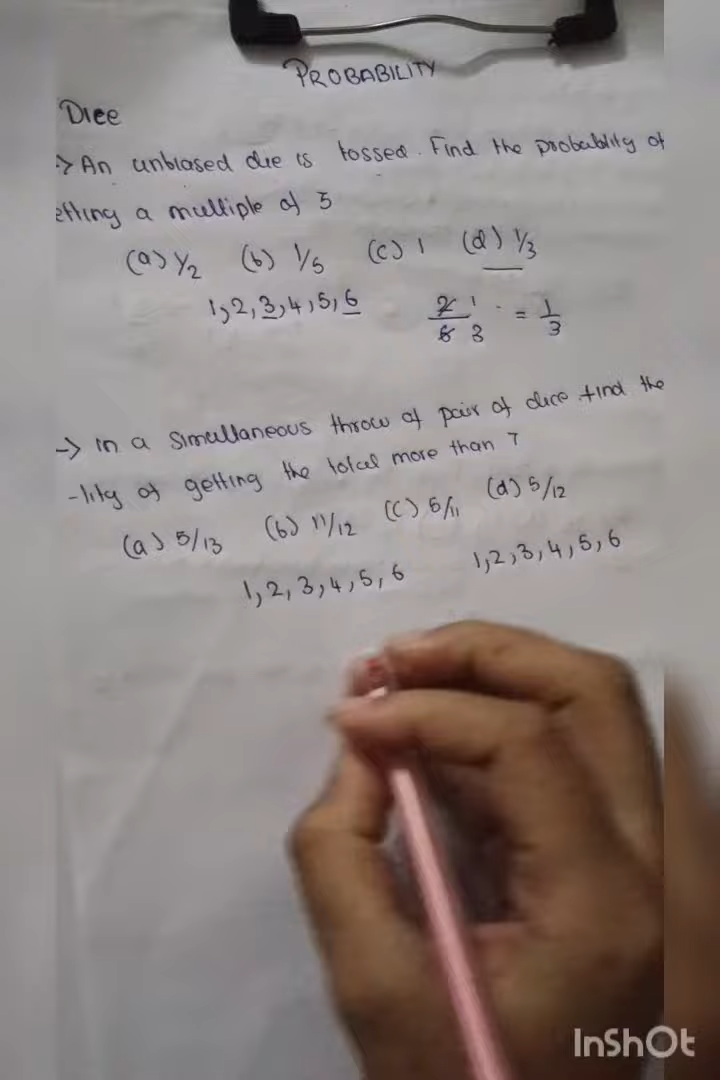 PROBABILITY
Dice
-> An unbiased die is tossed. Find the probability of
etting a multiple of 3
(a) 1/2 (b) 1/5 (c) 1 (d) 1/3
1, 2, 3, 4, 5, 6 2 1 / 6 3 = 1/3
-> in a simultaneous throw of pair of dice find the
-lity of getting the total more than 7
(a) 5/13 (b) 11/12 (c) 5/11 (d) 5/12
1, 2, 3, 4, 5, 6 1, 2, 3, 4, 5, 6
InShOt